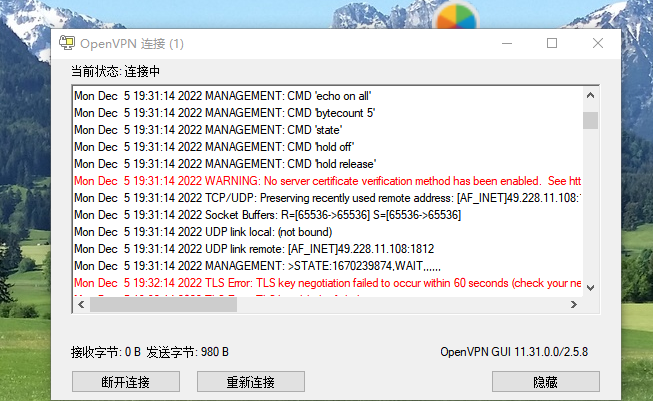 OpenVPN 连接 (1)
当前状态: 连接中
Mon Dec 5 19:31:14 2022 MANAGEMENT: CMD 'echo on all'
Mon Dec 5 19:31:14 2022 MANAGEMENT: CMD 'bytecount 5'
Mon Dec 5 19:31:14 2022 MANAGEMENT: CMD 'state'
Mon Dec 5 19:31:14 2022 MANAGEMENT: CMD 'hold off'
Mon Dec 5 19:31:14 2022 MANAGEMENT: CMD 'hold release'
Mon Dec 5 19:31:14 2022 WARNING: No server certificate verification method has been enabled. See htt
Mon Dec 5 19:31:14 2022 TCP/UDP: Preserving recently used remote address: [AF_INET]49.228.11.108:
Mon Dec 5 19:31:14 2022 Socket Buffers: R=[65536->65536] S=[65536->65536]
Mon Dec 5 19:31:14 2022 UDP link local: (not bound)
Mon Dec 5 19:31:14 2022 UDP link remote: [AF_INET]49.228.11.108:1812
Mon Dec 5 19:31:14 2022 MANAGEMENT: >STATE:1670239874,WAIT,,,,,,
Mon Dec 5 19:32:14 2022 TLS Error: TLS key negotiation failed to occur within 60 seconds (check your ne
接收字节: 0 B 发送字节: 980 B
OpenVPN GUI 11.31.0.0/2.5.8
断开连接
重新连接
隐藏